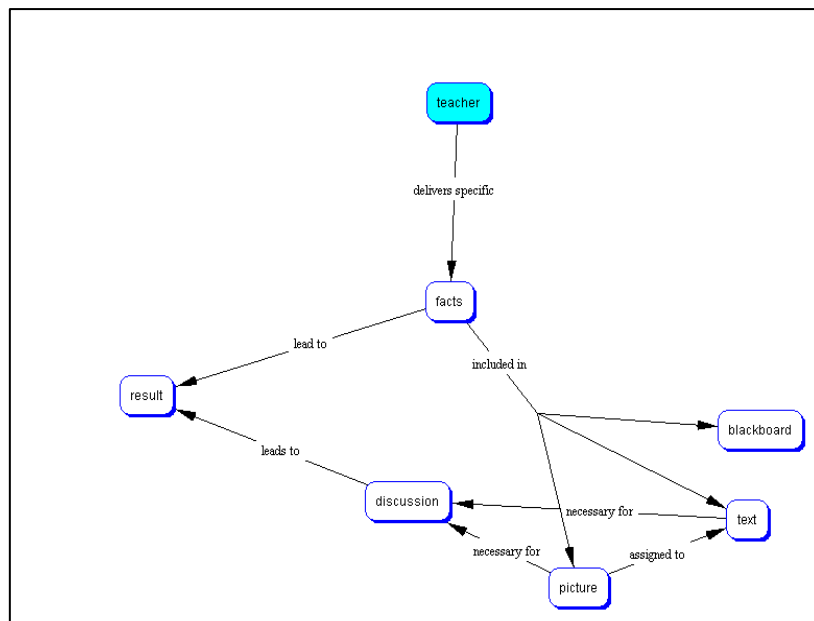 teacher
delivers specific
facts
lead to
included in
result
blackboard
leads to
discussion
necessary for
text
necessary for
assigned to
picture